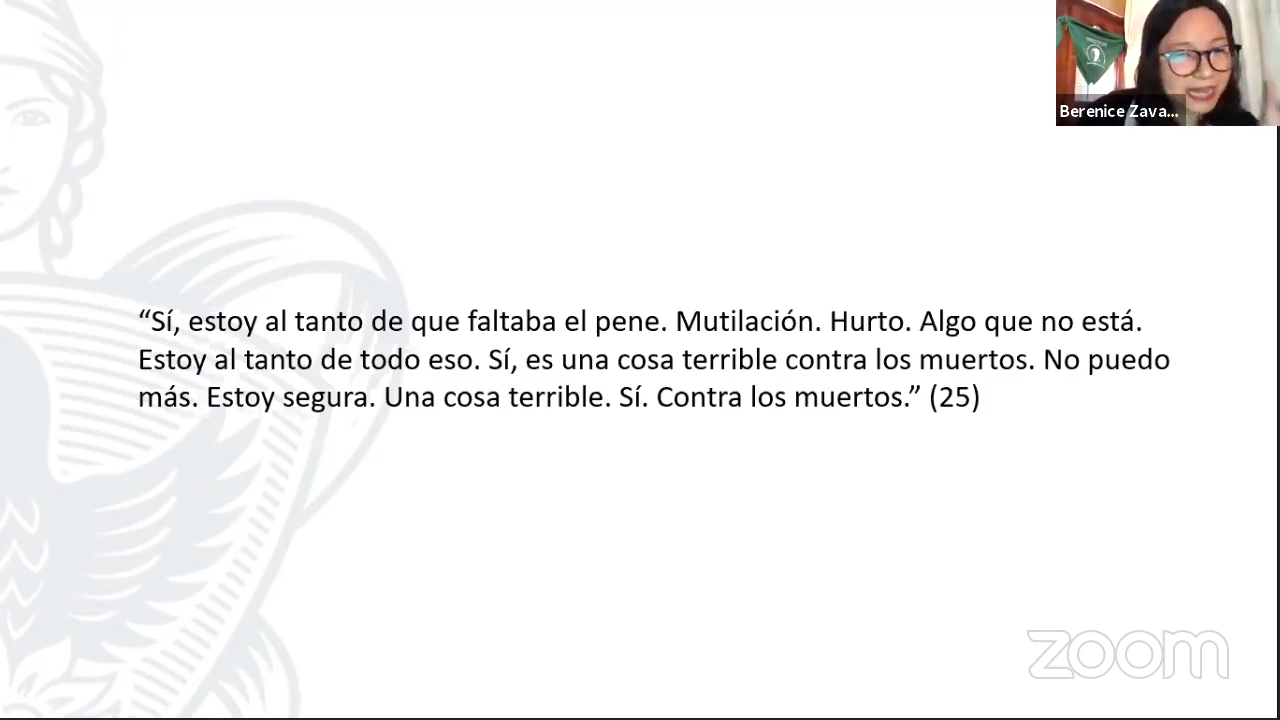 Berenice Zava...
“Sí, estoy al tanto de que faltaba el pene. Mutilación. Hurto. Algo que no está.
Estoy al tanto de todo eso. Sí, es una cosa terrible contra los muertos. No puedo
más. Estoy segura. Una cosa terrible. Sí. Contra los muertos.” (25)
zoom